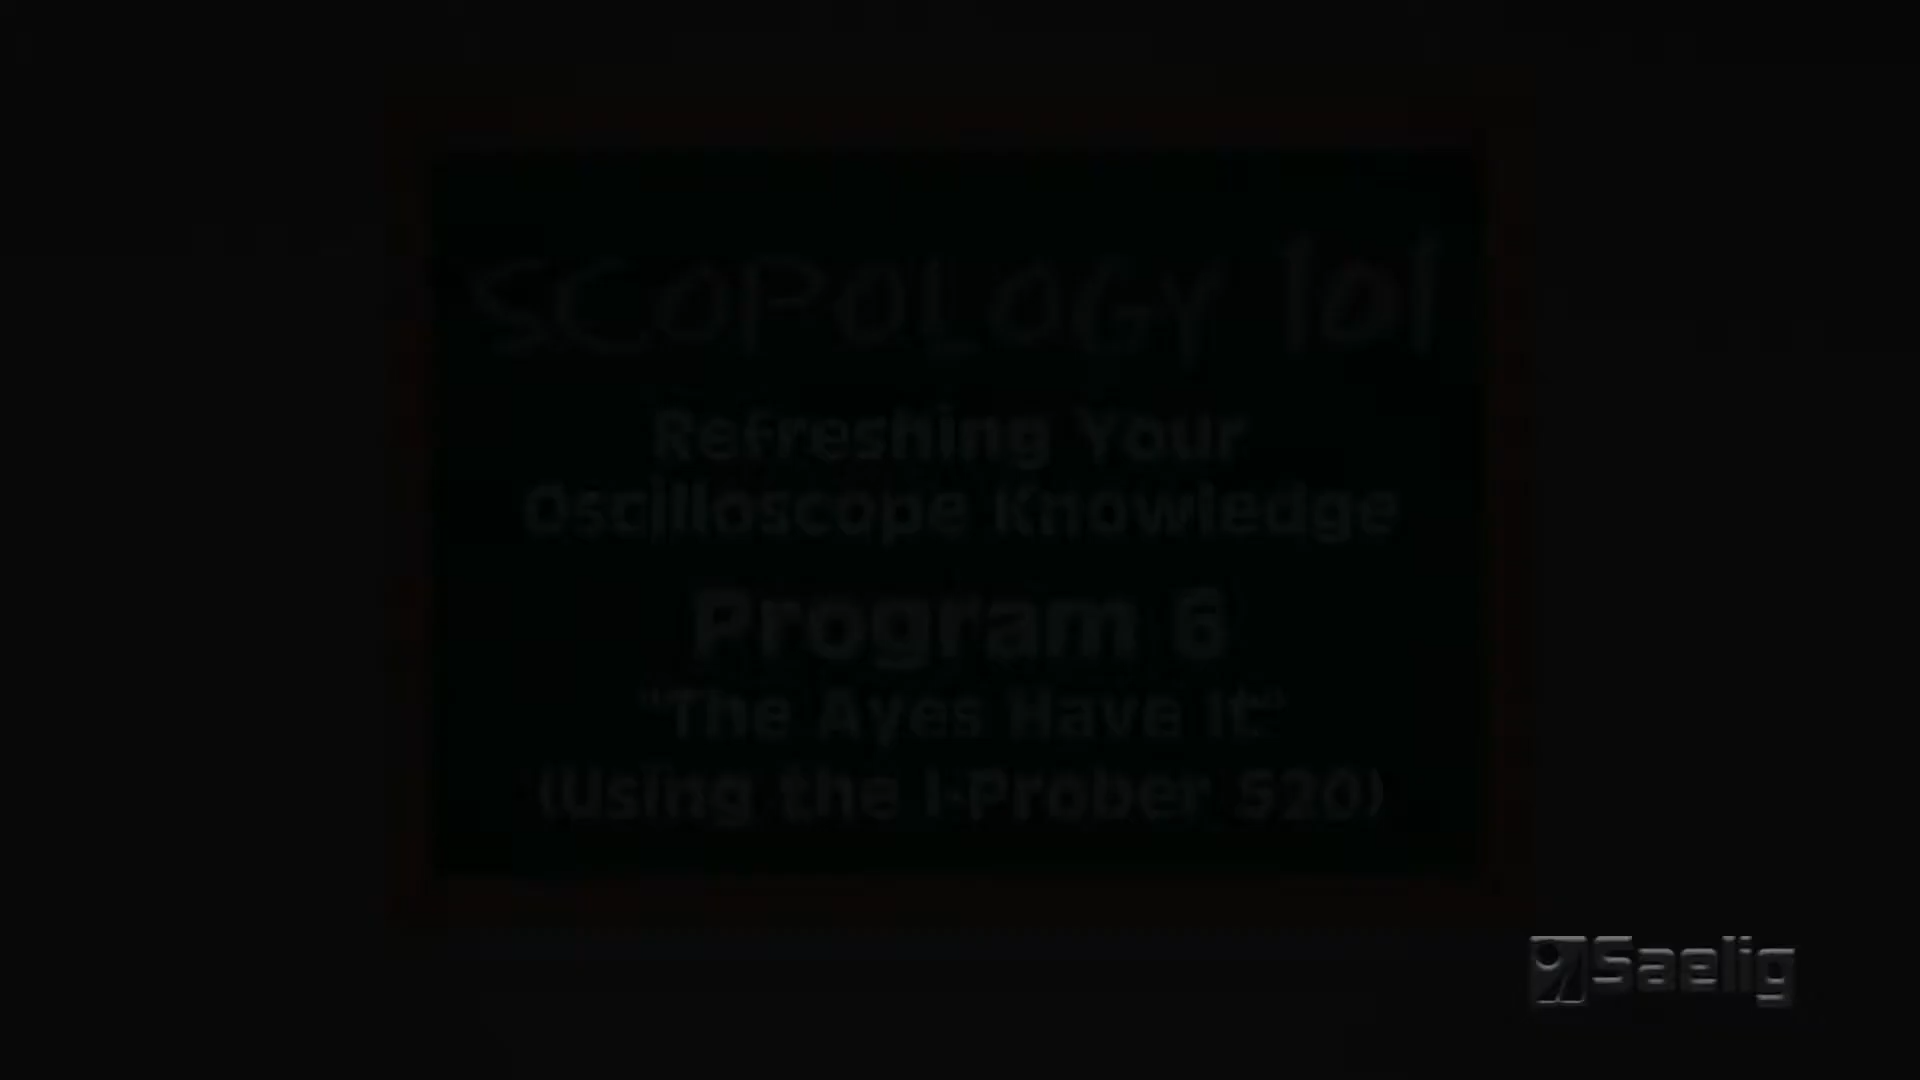 SCOPOLOGY 101
Refreshing Your
Oscilloscope Knowledge
Program 6
"The Ayes Have It"
(Using the I-Prober 520)
Saelig